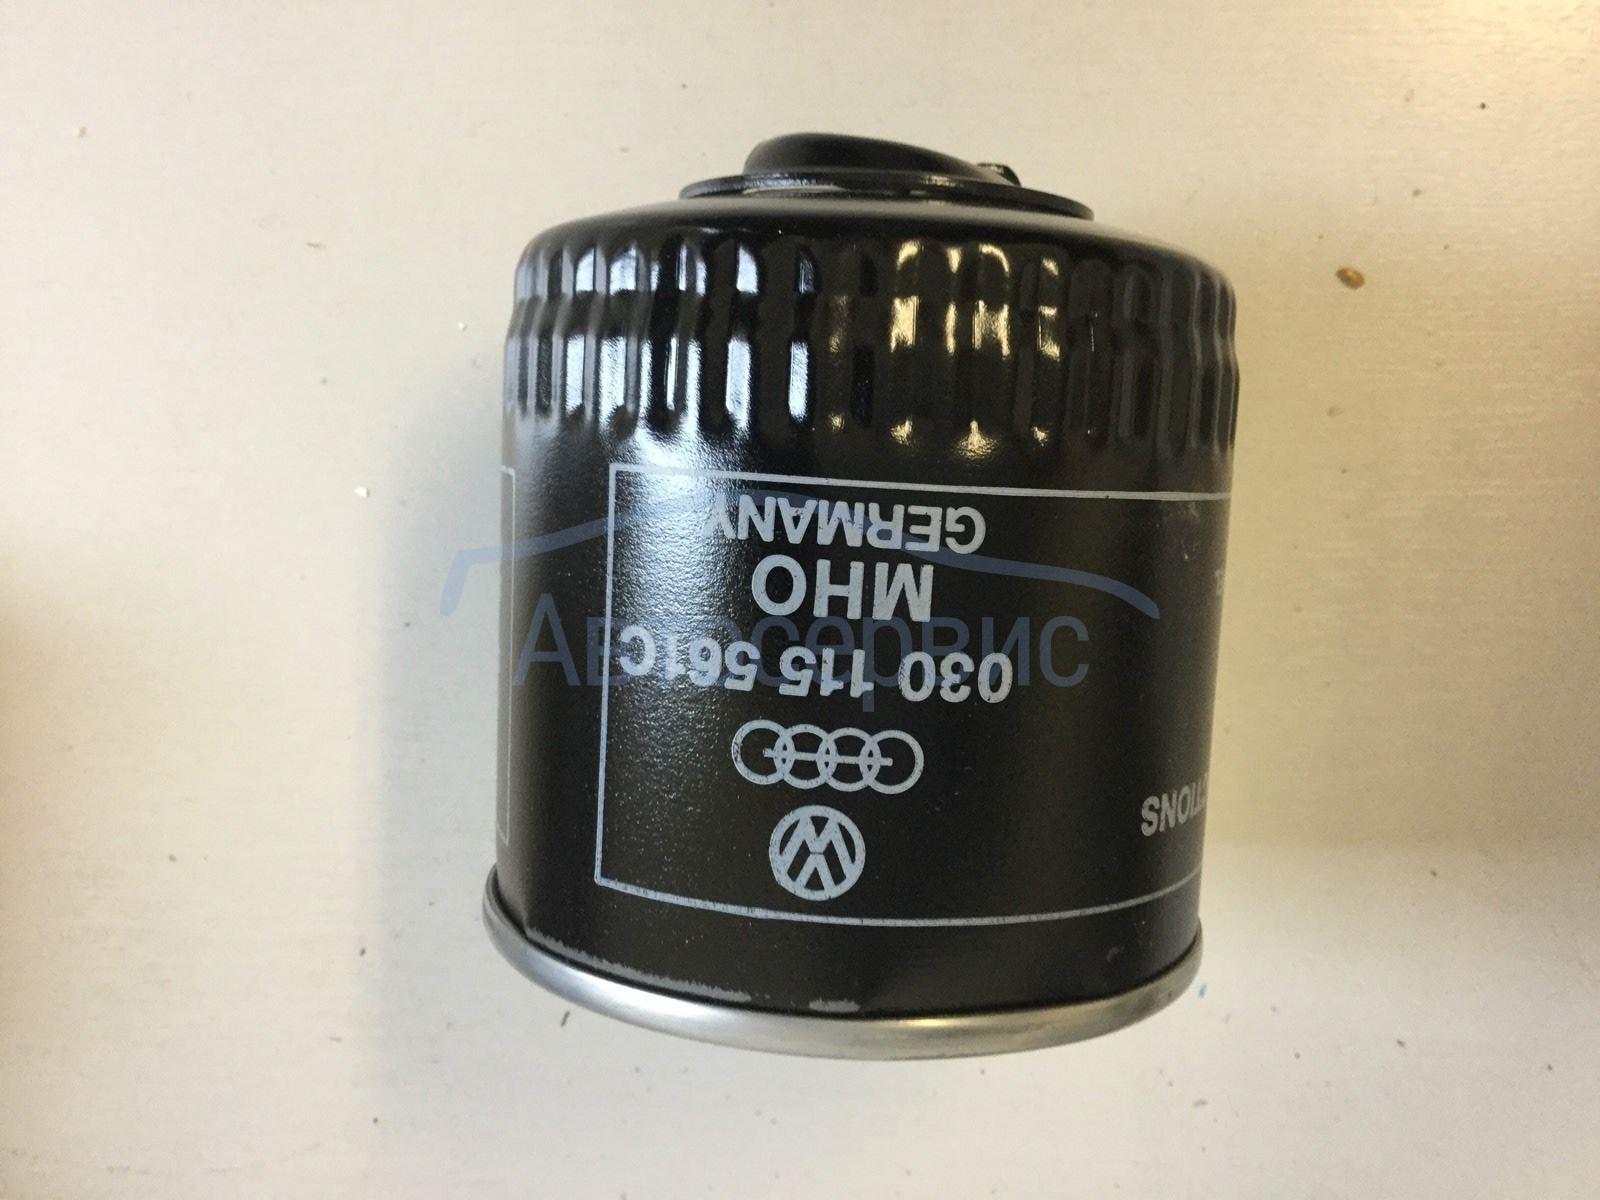 030 115 561C
MHO
GERMANY
Автосервис